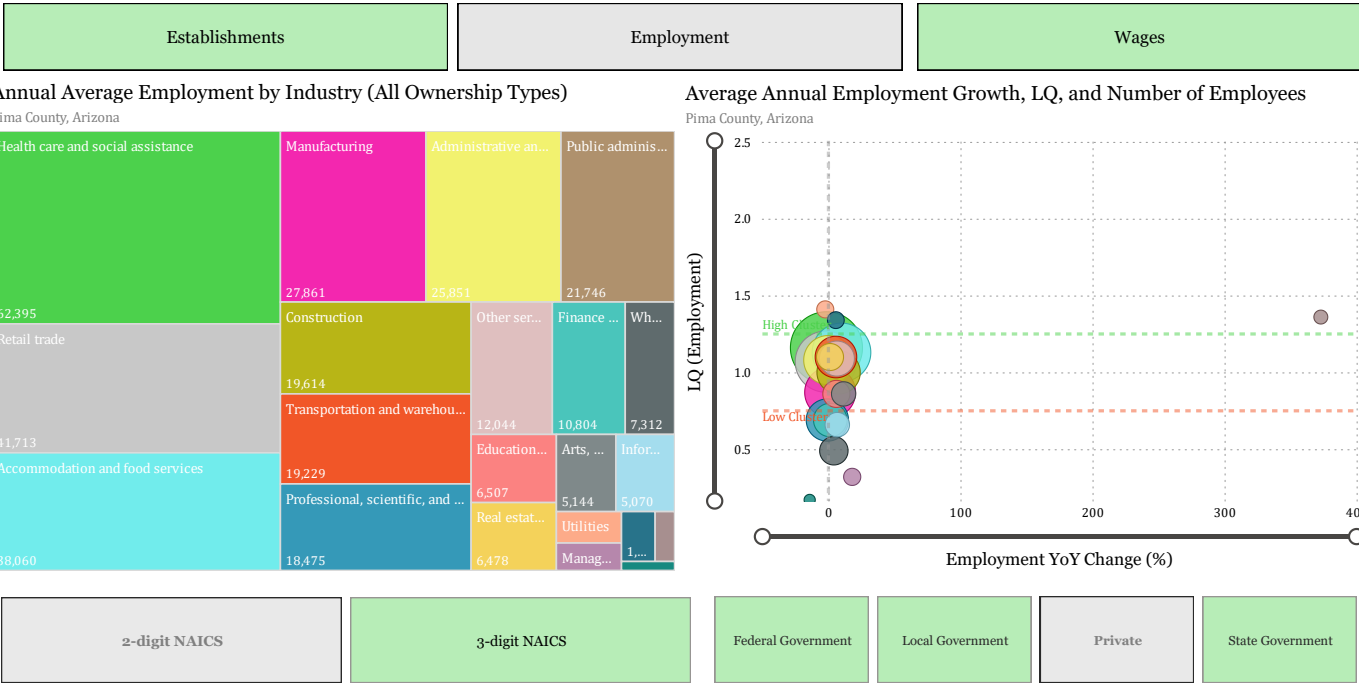 Establishments
Employment
Wages
Annual Average Employment by Industry (All Ownership Types)
Pima County, Arizona
Health care and social assistance
62,395
Retail trade
41,713
Accommodation and food services
38,060
Manufacturing
27,861
Administrative an...
25,851
Public adminis...
21,746
Construction
19,614
Transportation and warehou...
19,229
Professional, scientific, and ...
18,475
Other ser...
12,044
Finance ...
10,804
Wh...
7,312
Education...
6,507
Real estat...
6,478
Arts, ...
5,144
Infor...
5,070
Utilities
Manag...
1,...
Average Annual Employment Growth, LQ, and Number of Employees
Pima County, Arizona
LQ (Employment)
2.5
2.0
1.5
1.0
0.5
High Cluster
Low Cluster
0
100
200
300
40
Employment YoY Change (%)
2-digit NAICS
3-digit NAICS
Federal Government
Local Government
Private
State Government